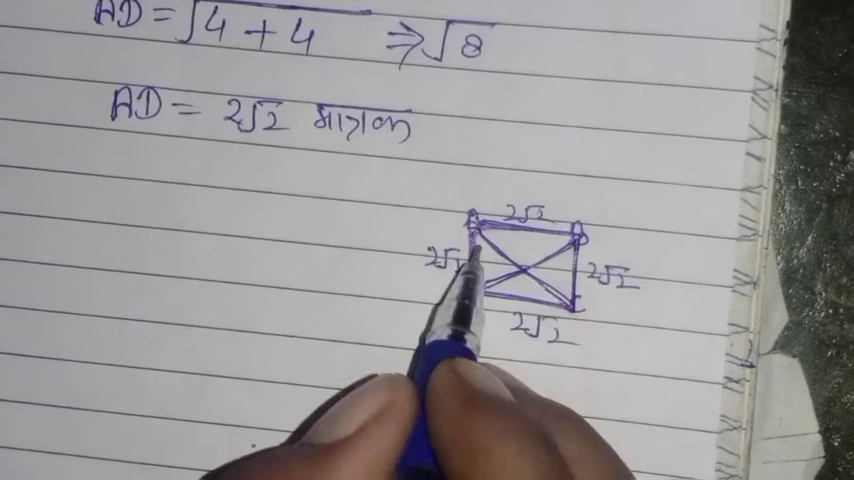 AD = √4 + 4 ⇒ √8
AD = 2√2 मात्रक
A 2√2 B
2√2 2√2
C
2√2